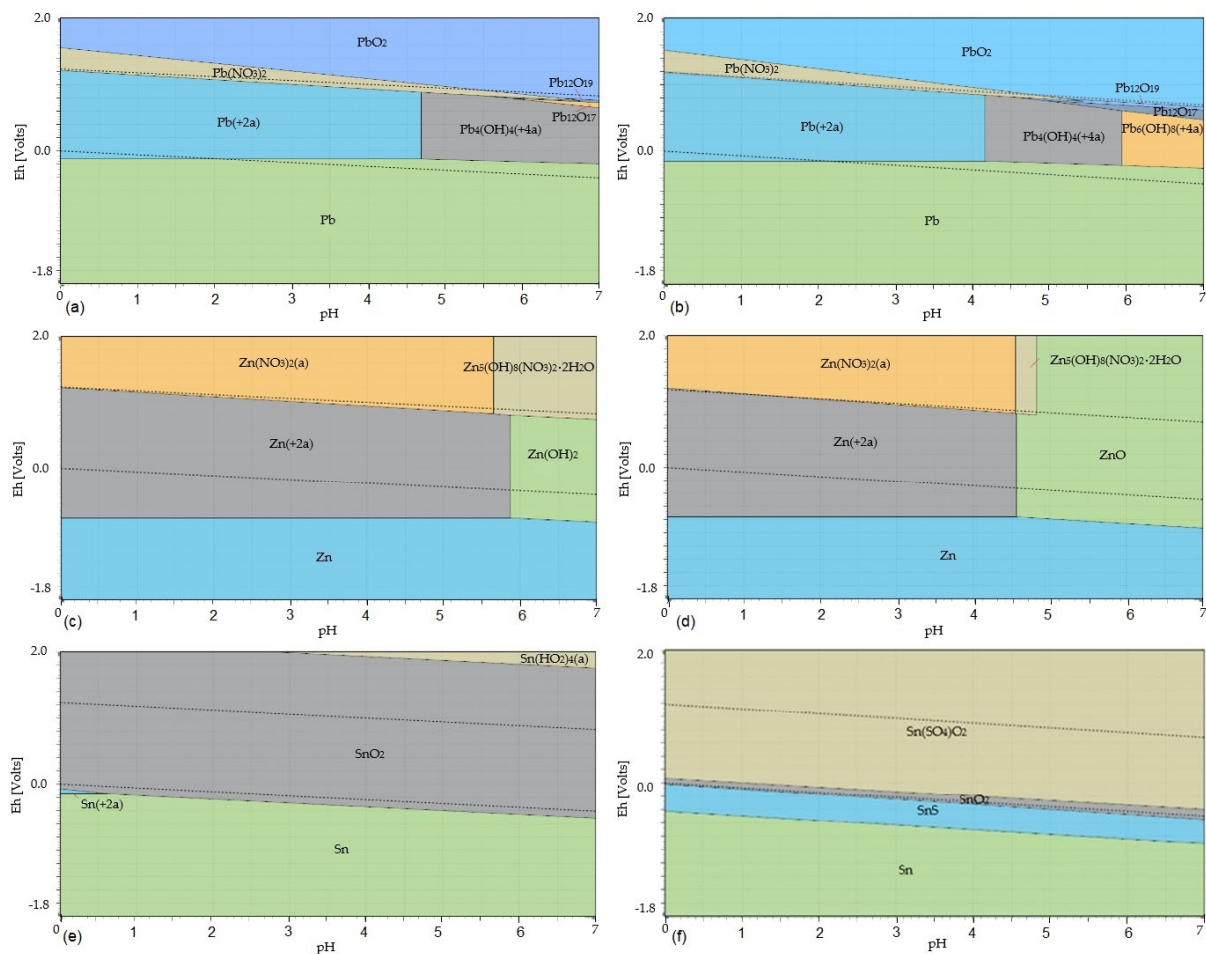 2.0
PbO2
Pb(NO3)2
Pb12O19
Pb12O17
Pb(+2a)
Pb4(OH)4(+4a)
0.0
Eh [Volts]
Pb
-1.8
0 1 2 3 4 5 6 7
(a)
pH
2.0
PbO2
Pb(NO3)2
Pb12O19
Pb12O17
Pb(+2a)
Pb4(OH)4(+4a)
Pb6(OH)8(+4a)
0.0
Eh [Volts]
Pb
-1.8
0 1 2 3 4 5 6 7
(b)
pH
2.0
Zn(NO3)2(a)
Zn5(OH)8(NO3)2·2H2O
Zn(+2a)
Zn(OH)2
0.0
Eh [Volts]
Zn
-1.8
0 1 2 3 4 5 6 7
(c)
pH
2.0
Zn(NO3)2(a)
Zn5(OH)8(NO3)2·2H2O
Zn(+2a)
ZnO
0.0
Eh [Volts]
Zn
-1.8
0 1 2 3 4 5 6 7
(d)
pH
2.0
Sn(HO2)4(a)
SnO2
0.0
Eh [Volts]
Sn(+2a)
Sn
-1.8
0 1 2 3 4 5 6 7
(e)
pH
2.0
Sn(SO4)O2
0.0
SnO2
SnS
Eh [Volts]
Sn
-1.8
0 1 2 3 4 5 6 7
(f)
pH